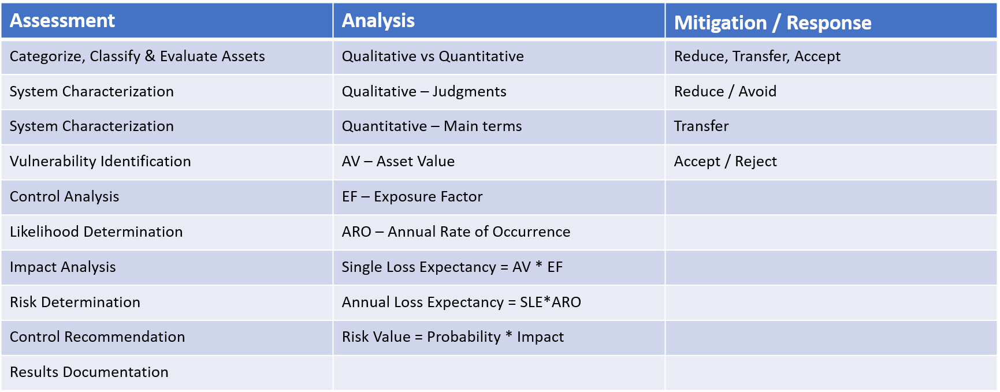 Assessment Analysis Mitigation / Response
Categorize, Classify & Evaluate Assets Qualitative vs Quantitative Reduce, Transfer, Accept
System Characterization Qualitative – Judgments Reduce / Avoid
System Characterization Quantitative – Main terms Transfer
Vulnerability Identification AV – Asset Value Accept / Reject
Control Analysis EF – Exposure Factor
Likelihood Determination ARO – Annual Rate of Occurrence
Impact Analysis Single Loss Expectancy = AV * EF
Risk Determination Annual Loss Expectancy = SLE*ARO
Control Recommendation Risk Value = Probability * Impact
Results Documentation